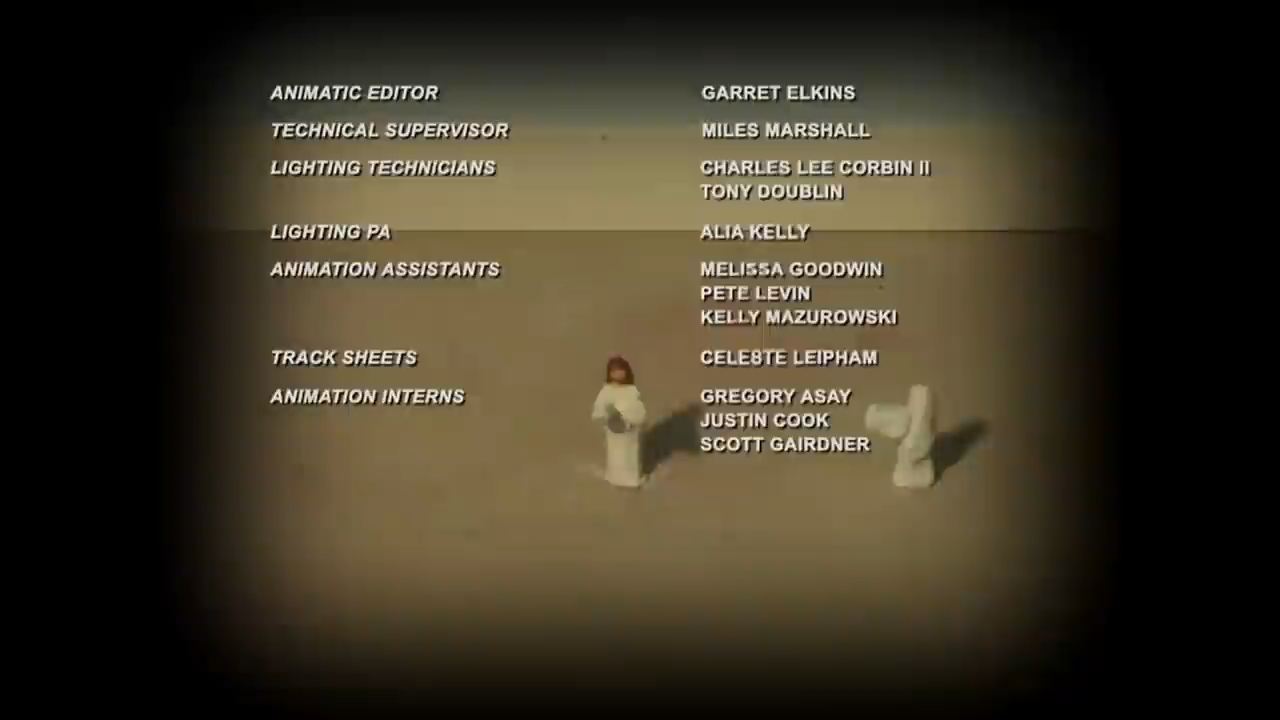 ANIMATIC EDITOR GARRET ELKINS
TECHNICAL SUPERVISOR MILES MARSHALL
LIGHTING TECHNICIANS CHARLES LEE CORBIN II
TONY DOUBLIN
LIGHTING PA ALIA KELLY
ANIMATION ASSISTANTS MELISSA GOODWIN
PETE LEVIN
KELLY MAZUROWSKI
TRACK SHEETS CELESTE LEIPHAM
ANIMATION INTERNS GREGORY ASAY
JUSTIN COOK
SCOTT GAIRDNER